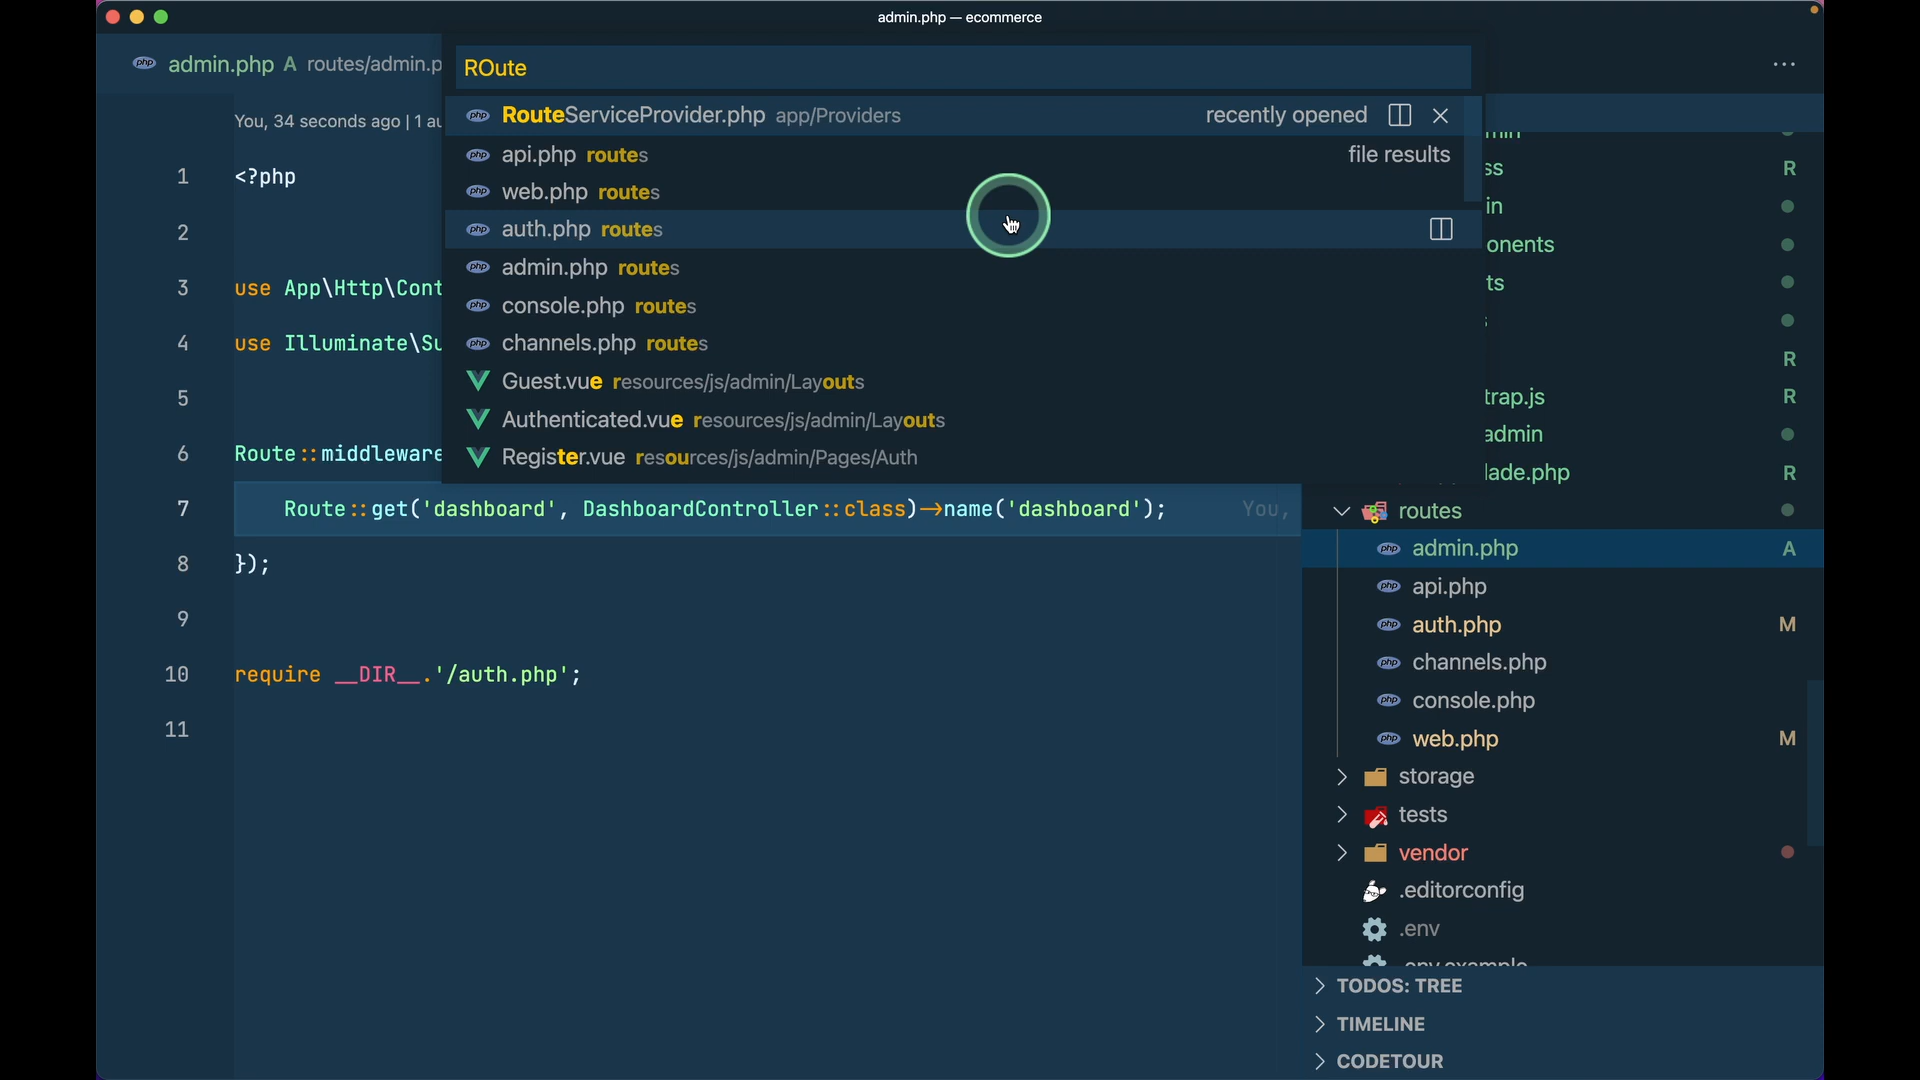 admin.php — ecommerce
admin.php A routes/admin.p
ROute
RouteServiceProvider.php app/Providers recently opened
api.php routes file results
web.php routes
auth.php routes
admin.php routes
console.php routes
channels.php routes
Guest.vue resources/js/admin/Layouts
Authenticated.vue resources/js/admin/Layouts
Register.vue resources/js/admin/Pages/Auth
You, 34 seconds ago | 1 au
1 <?php
2
3 use App\Http\Cont
4 use Illuminate\Su
5
6 Route::middleware
7 Route::get('dashboard', DashboardController::class)->name('dashboard'); You,
8 });
9
10 require __DIR__.'/auth.php';
11
ss R
in
onents
ts
R
trap.js R
admin
lade.php R
routes
admin.php A
api.php
auth.php M
channels.php
console.php
web.php M
storage
tests
vendor
.editorconfig
.env
.env.example
TODOS: TREE
TIMELINE
CODETOUR